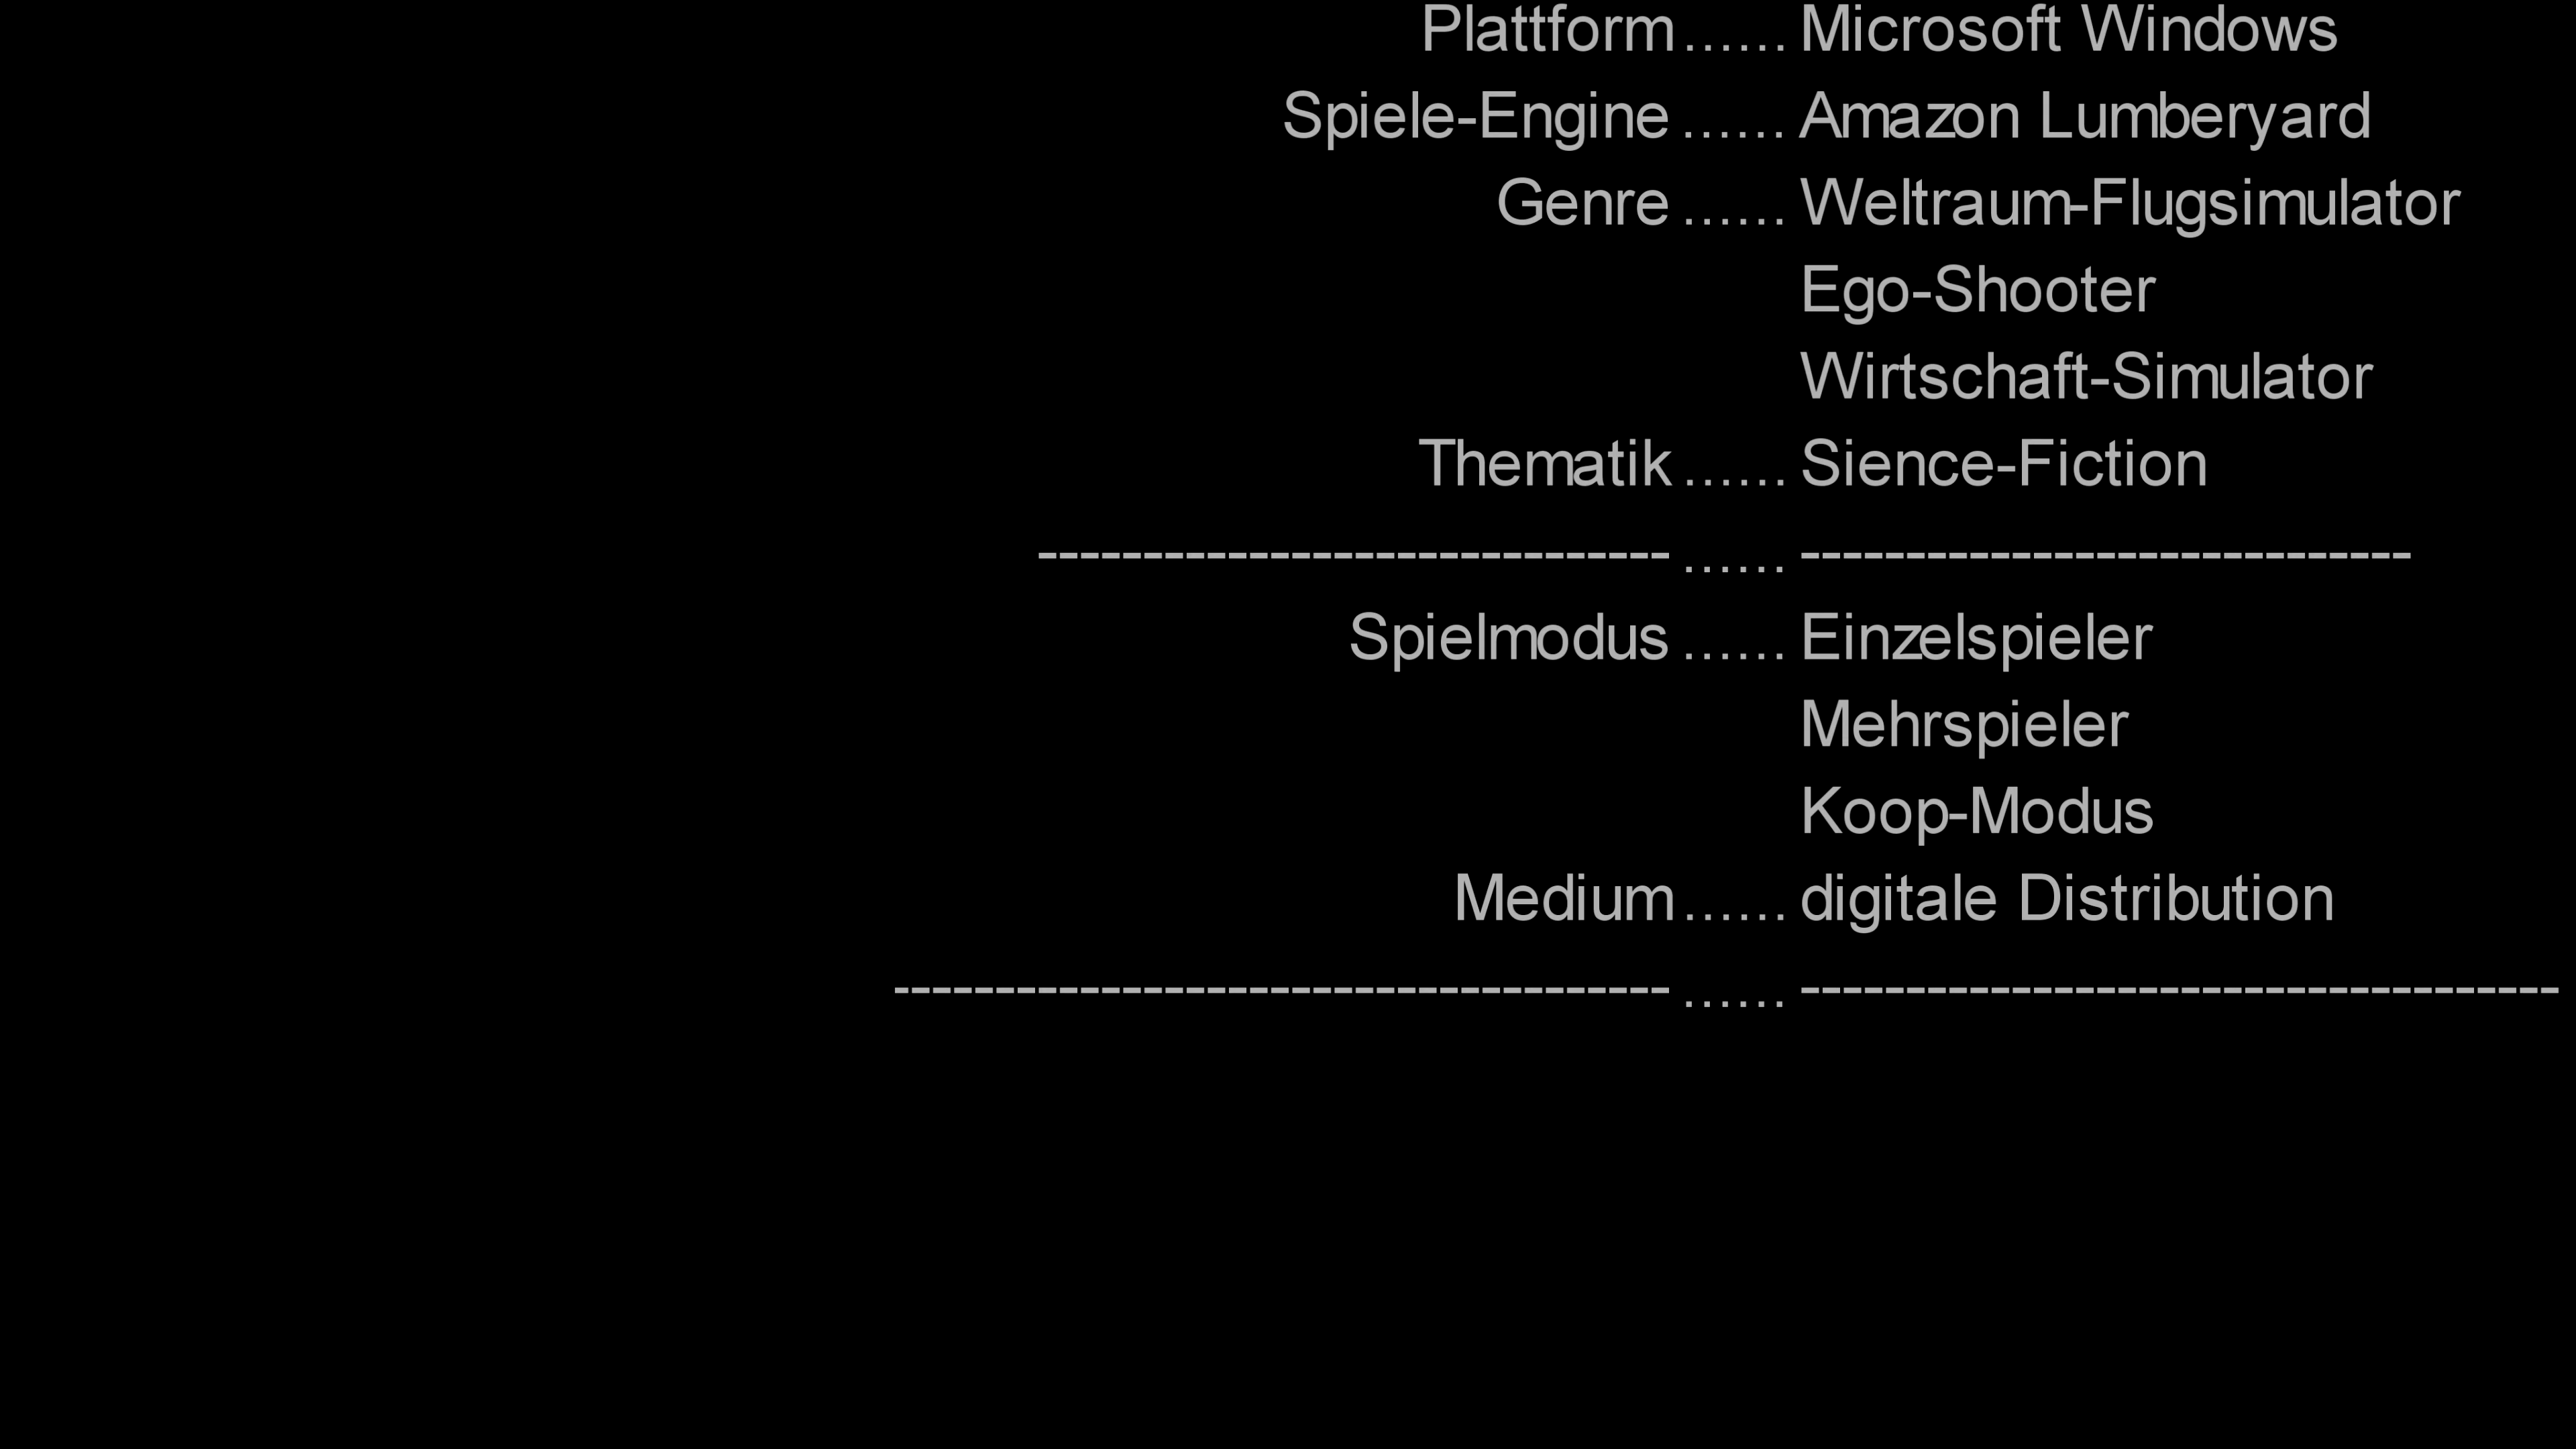 Plattform ...... Microsoft Windows
Spiele-Engine ...... Amazon Lumberyard
Genre ...... Weltraum-Flugsimulator
Ego-Shooter
Wirtschaft-Simulator
Thematik ...... Sience-Fiction
------------------------------ ...... -----------------------------
Spielmodus ...... Einzelspieler
Mehrspieler
Koop-Modus
Medium ...... digitale Distribution
------------------------------------- ...... ------------------------------------